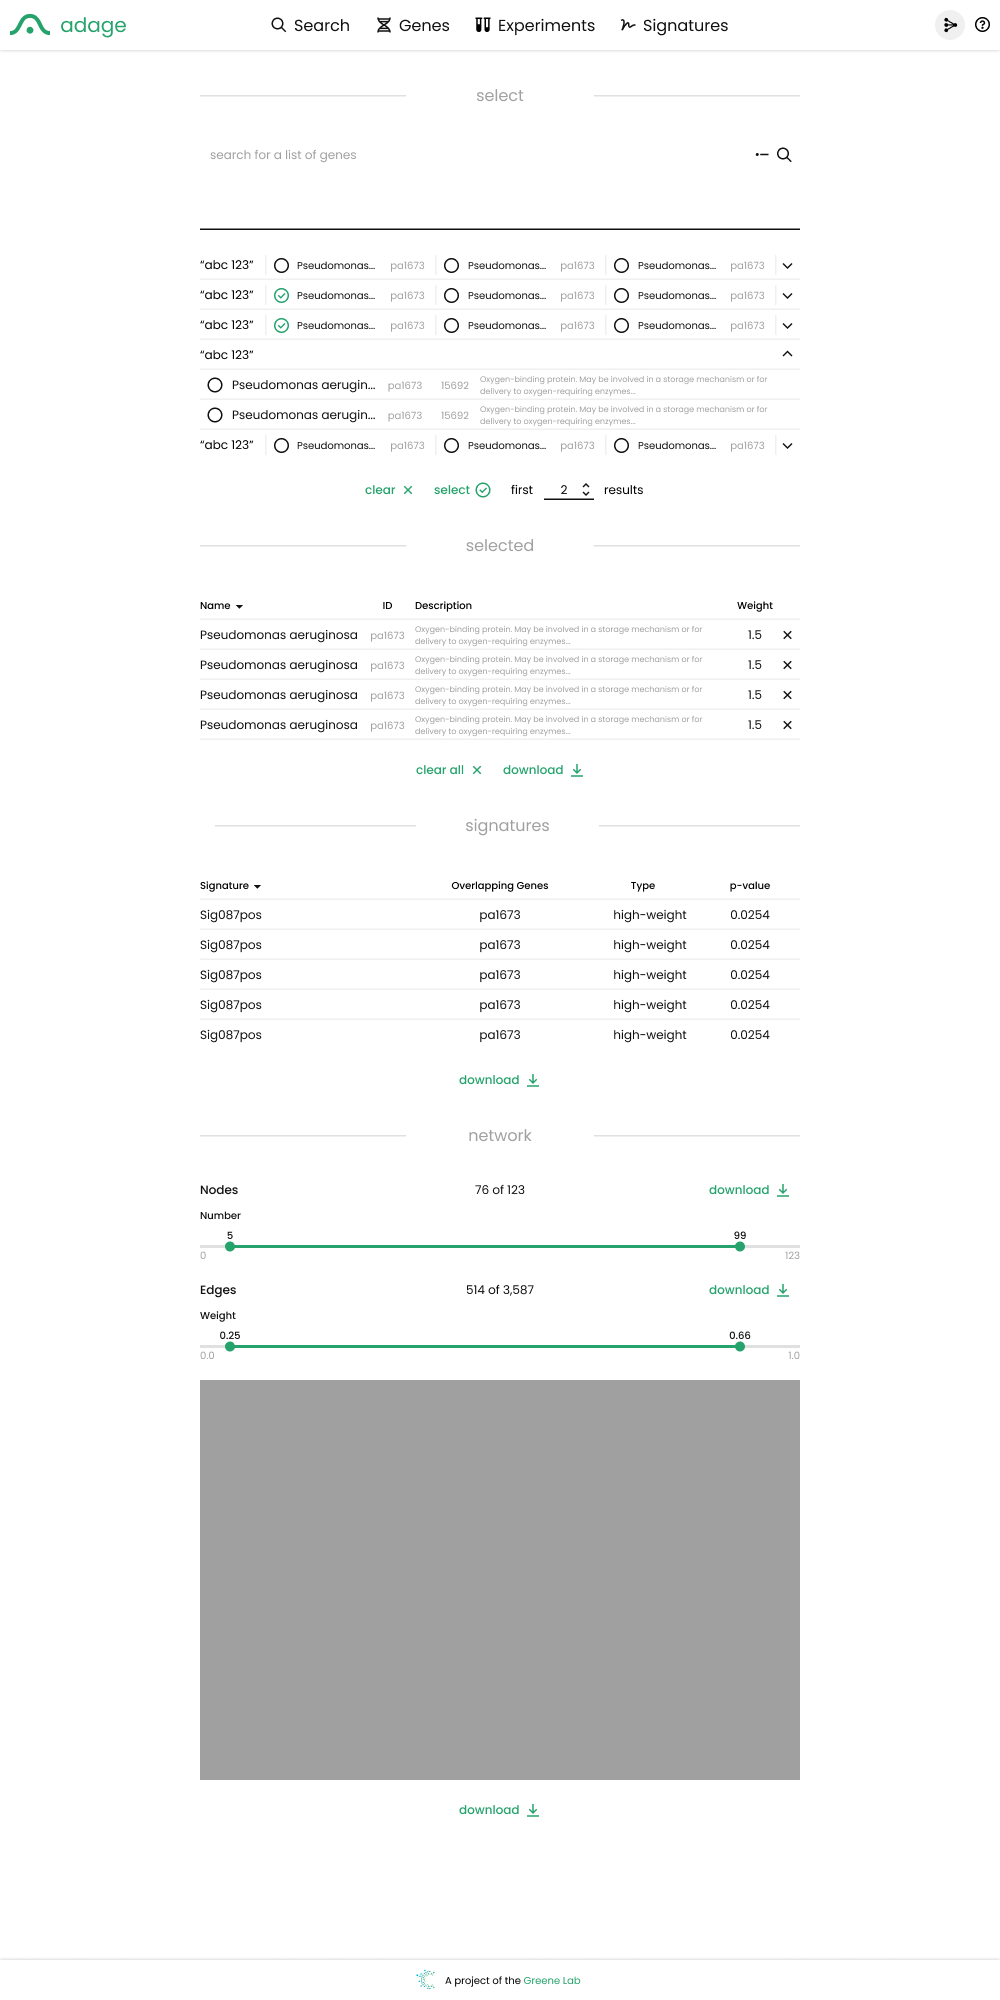 adage Search Genes Experiments Signatures
select
search for a list of genes
“abc 123” Pseudomonas... pa1673 Pseudomonas... pa1673 Pseudomonas... pa1673
“abc 123” Pseudomonas... pa1673 Pseudomonas... pa1673 Pseudomonas... pa1673
“abc 123” Pseudomonas... pa1673 Pseudomonas... pa1673 Pseudomonas... pa1673
“abc 123”
Pseudomonas aerugin... pa1673 15692 Oxygen-binding protein. May be involved in a storage mechanism or for
delivery to oxygen-requiring enzymes...
Pseudomonas aerugin... pa1673 15692 Oxygen-binding protein. May be involved in a storage mechanism or for
delivery to oxygen-requiring enzymes...
“abc 123” Pseudomonas... pa1673 Pseudomonas... pa1673 Pseudomonas... pa1673
clear select first 2 results
selected
Name ID Description Weight
Pseudomonas aeruginosa pa1673 Oxygen-binding protein. May be involved in a storage mechanism or for 1.5
delivery to oxygen-requiring enzymes...
Pseudomonas aeruginosa pa1673 Oxygen-binding protein. May be involved in a storage mechanism or for 1.5
delivery to oxygen-requiring enzymes...
Pseudomonas aeruginosa pa1673 Oxygen-binding protein. May be involved in a storage mechanism or for 1.5
delivery to oxygen-requiring enzymes...
Pseudomonas aeruginosa pa1673 Oxygen-binding protein. May be involved in a storage mechanism or for 1.5
delivery to oxygen-requiring enzymes...
clear all download
signatures
Signature Overlapping Genes Type p-value
Sig087pos pa1673 high-weight 0.0254
Sig087pos pa1673 high-weight 0.0254
Sig087pos pa1673 high-weight 0.0254
Sig087pos pa1673 high-weight 0.0254
Sig087pos pa1673 high-weight 0.0254
download
network
Nodes 76 of 123 download
Number
5 99
0 123
Edges 514 of 3,587 download
Weight
0.25 0.66
0.0 1.0
download
A project of the Greene Lab